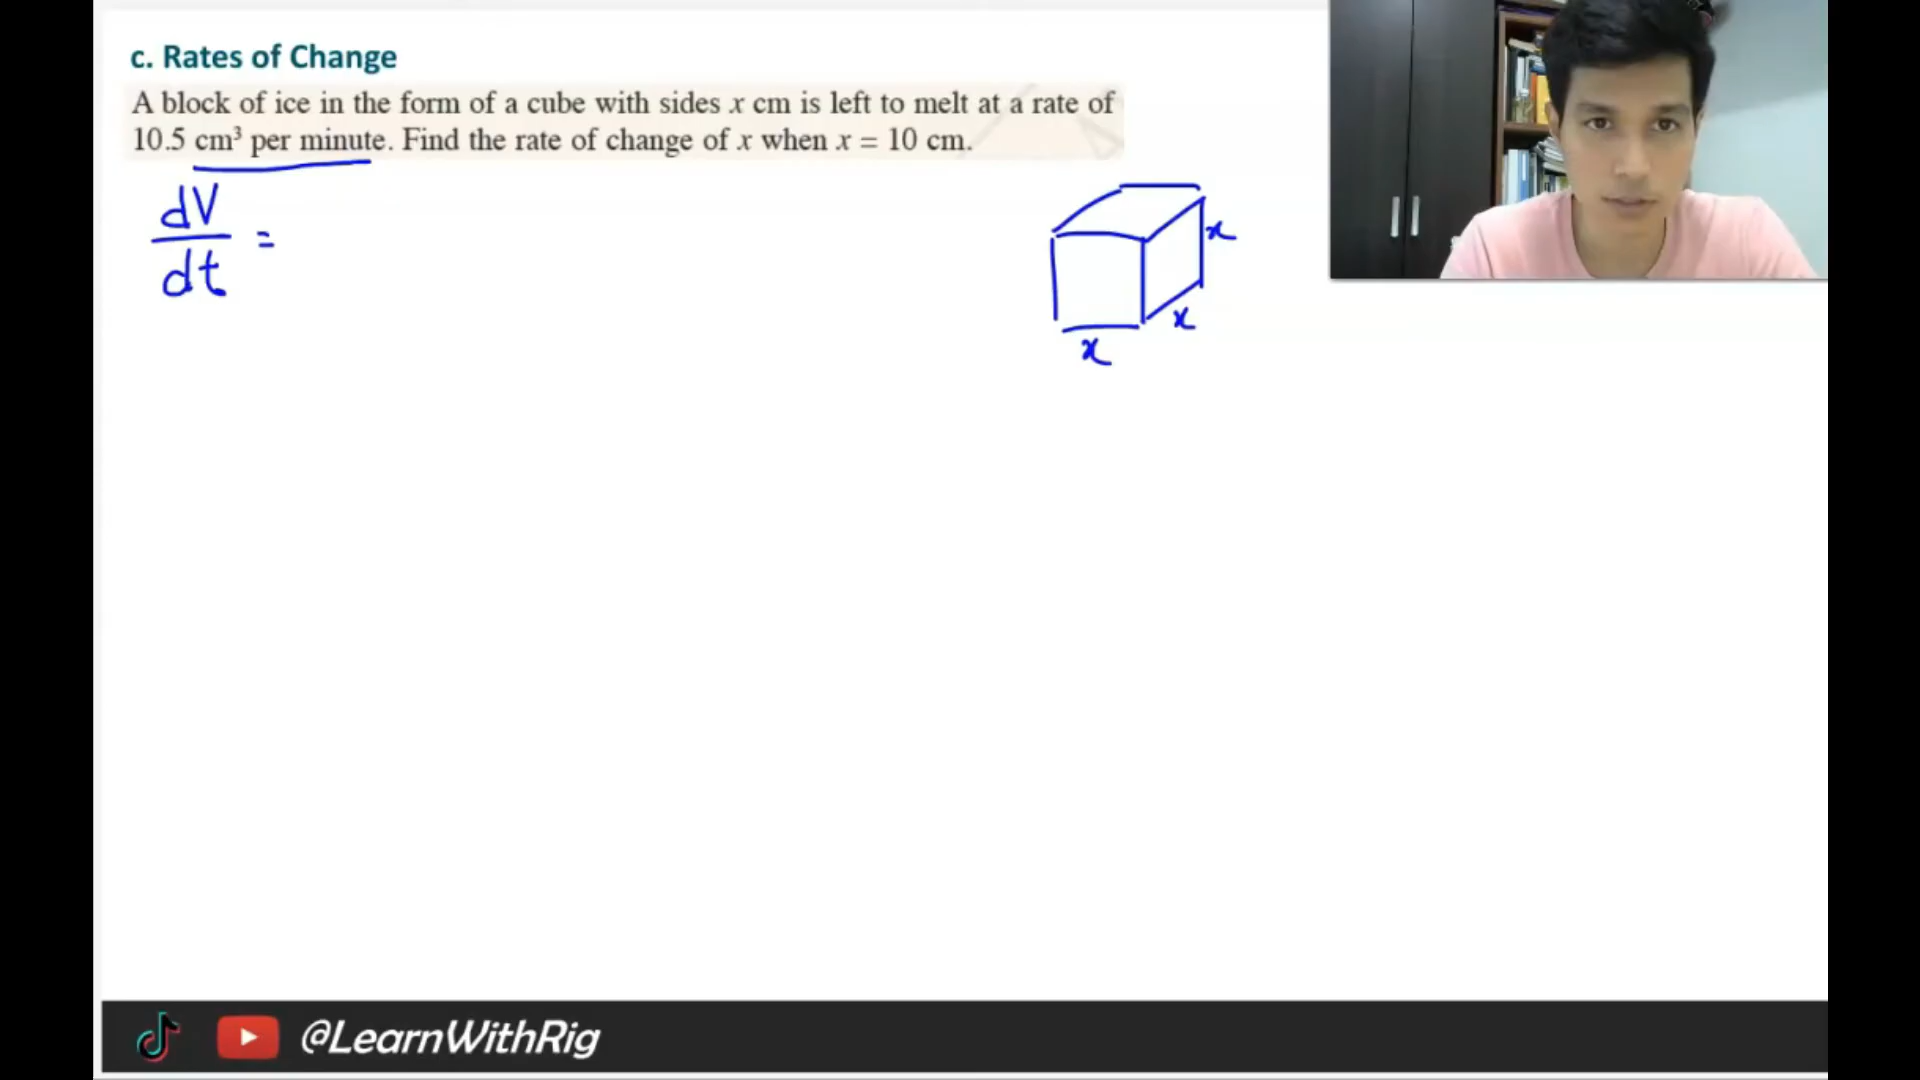 c. Rates of Change
A block of ice in the form of a cube with sides x cm is left to melt at a rate of
10.5 cm³ per minute. Find the rate of change of x when x = 10 cm.
dV
dt
=
x
x
x
@LearnWithRig